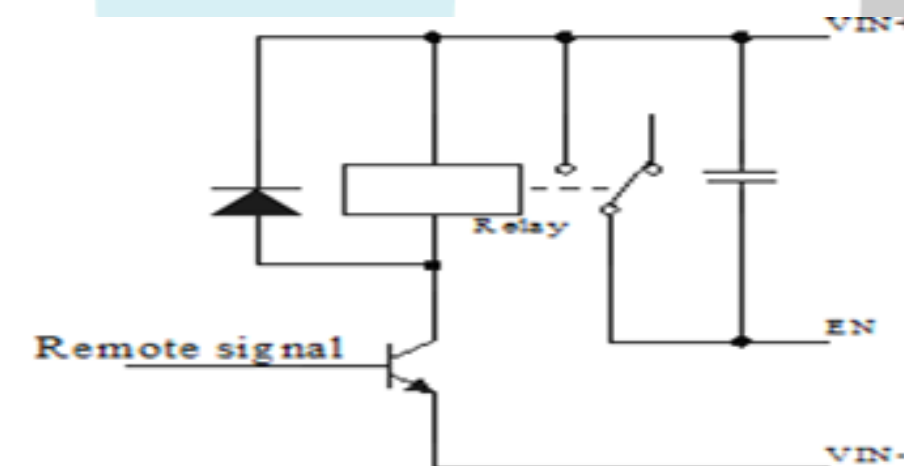 VIN+
Relay
EN
Remote signal
VIN-